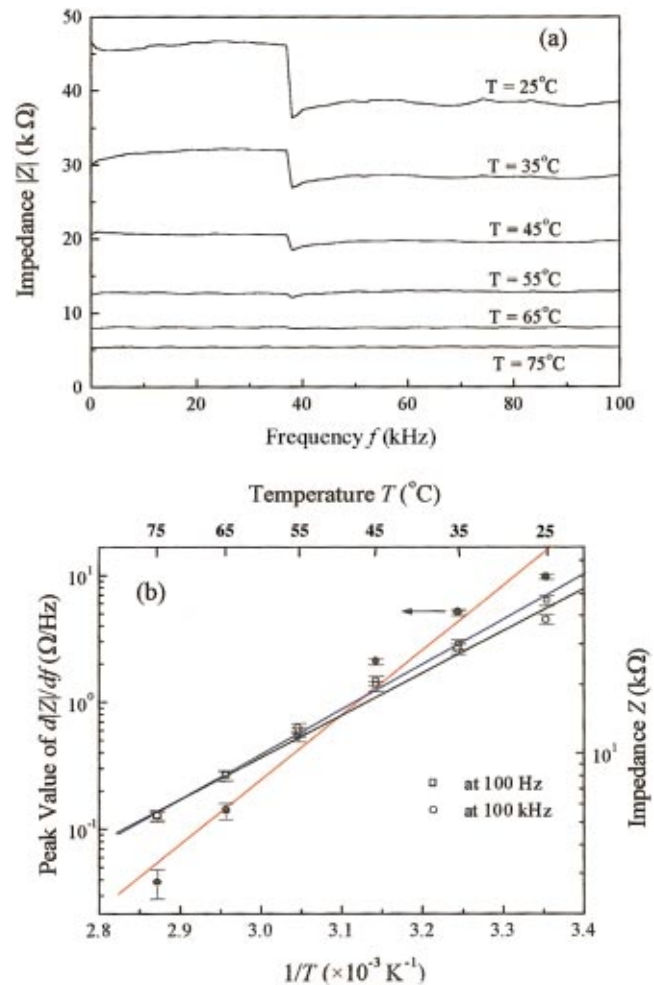 50
(a)
40
T = 25°C
30
T = 35°C
20
T = 45°C
T = 55°C
10
T = 65°C
T = 75°C
0
Impedance |Z| (k Ω)
0 20 40 60 80 100
Frequency f (kHz)
Temperature T (°C)
75 65 55 45 35 25
(b)
10¹
10⁰
10⁻¹
Peak Value of d|Z|/df (Ω/Hz)
at 100 Hz
at 100 kHz
10¹
Impedance Z (kΩ)
2.8 2.9 3.0 3.1 3.2 3.3 3.4
1/T (×10⁻³ K⁻¹)